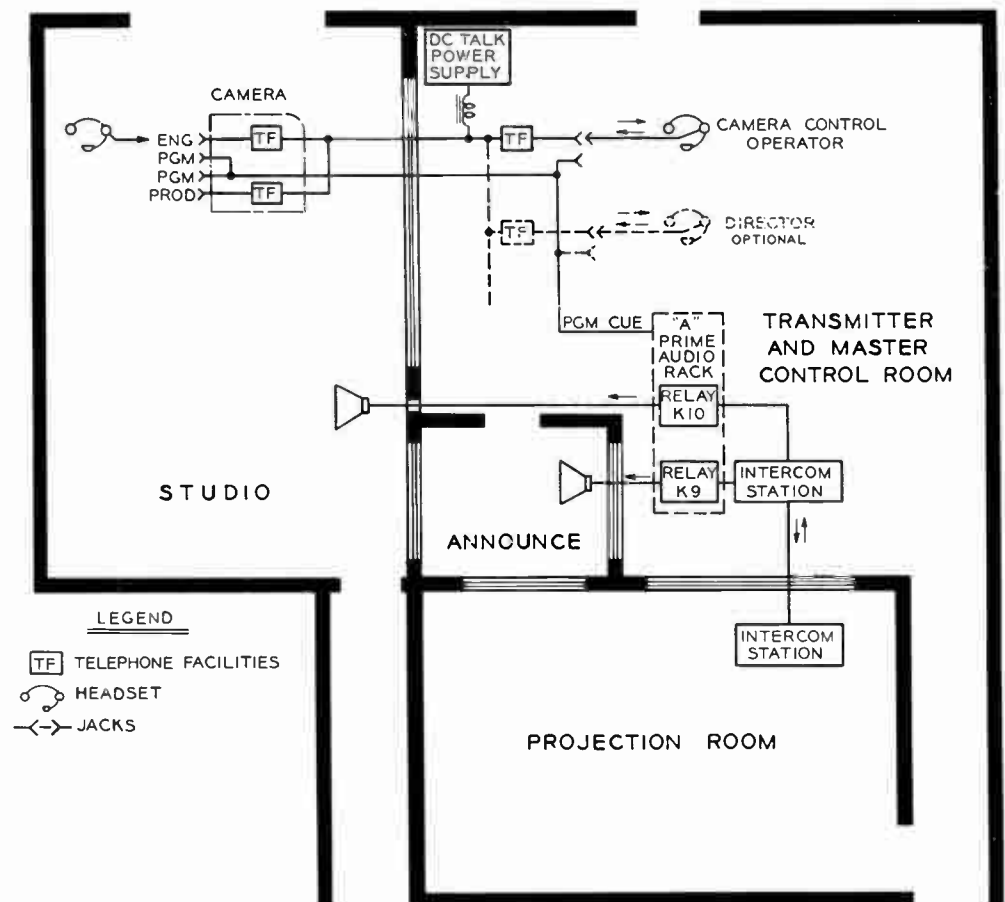 DC TALK
POWER
SUPPLY
CAMERA
ENG
PGM
PGM
PROD
TF
TF
TF
CAMERA CONTROL
OPERATOR
TF
DIRECTOR
OPTIONAL
PGM CUE
"A"
PRIME
AUDIO
RACK
TRANSMITTER
AND MASTER
CONTROL ROOM
RELAY
K10
RELAY
K9
INTERCOM
STATION
STUDIO
ANNOUNCE
INTERCOM
STATION
PROJECTION ROOM
LEGEND
TF TELEPHONE FACILITIES
HEADSET
JACKS